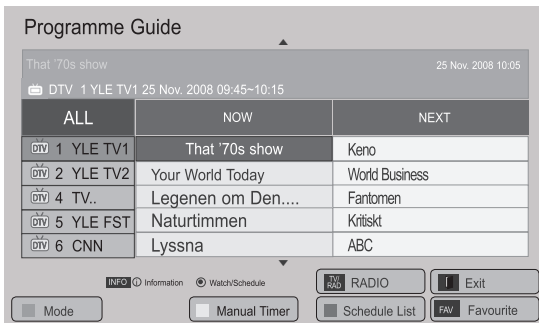 Programme Guide
That '70s show 25 Nov. 2008 10:05
DTV 1 YLE TV1 25 Nov. 2008 09:45~10:15
ALL NOW NEXT
DTV 1 YLE TV1 That '70s show Keno
DTV 2 YLE TV2 Your World Today World Business
DTV 4 TV.. Legenen om Den.... Fantomen
DTV 5 YLE FST Naturtimmen Kritiskt
DTV 6 CNN Lyssna ABC
INFO i Information Watch/Schedule TV/RAD RADIO Exit
Mode Manual Timer Schedule List FAV Favourite